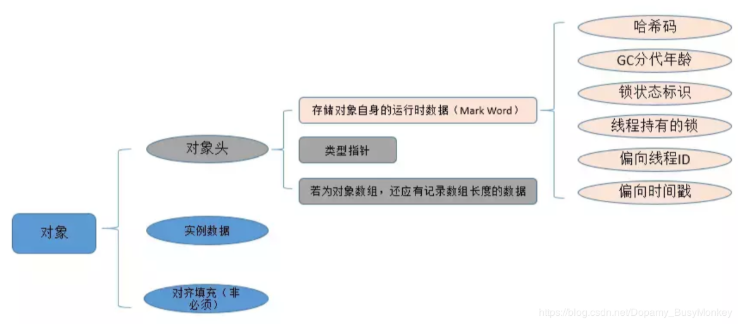 对象
对象头
存储对象自身的运行时数据（Mark Word）
哈希码
GC分代年龄
锁状态标识
线程持有的锁
偏向线程ID
偏向时间戳
类型指针
若为对象数组，还应有记录数组长度的数据
实例数据
对齐填充（非
必须）
https://blog.csdn.net/Dopamy_BusyMonkey